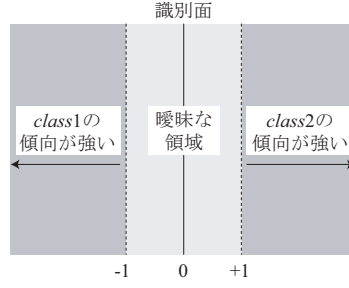 識別面
class1の
傾向が強い
曖昧な
領域
class2の
傾向が強い
-1
0
+1